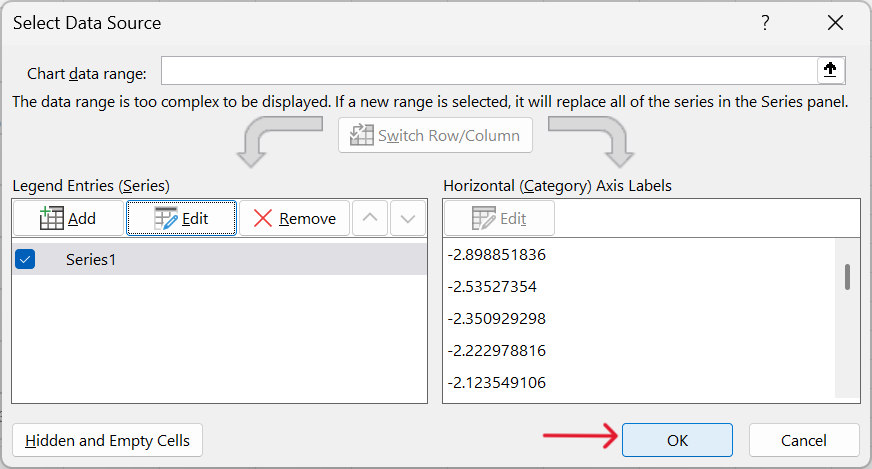 Select Data Source
?
Chart data range:
The data range is too complex to be displayed. If a new range is selected, it will replace all of the series in the Series panel.
Switch Row/Column
Legend Entries (Series)
Add Edit Remove
Series1
Horizontal (Category) Axis Labels
Edit
-2.898851836
-2.53527354
-2.350929298
-2.222978816
-2.123549106
Hidden and Empty Cells
OK
Cancel